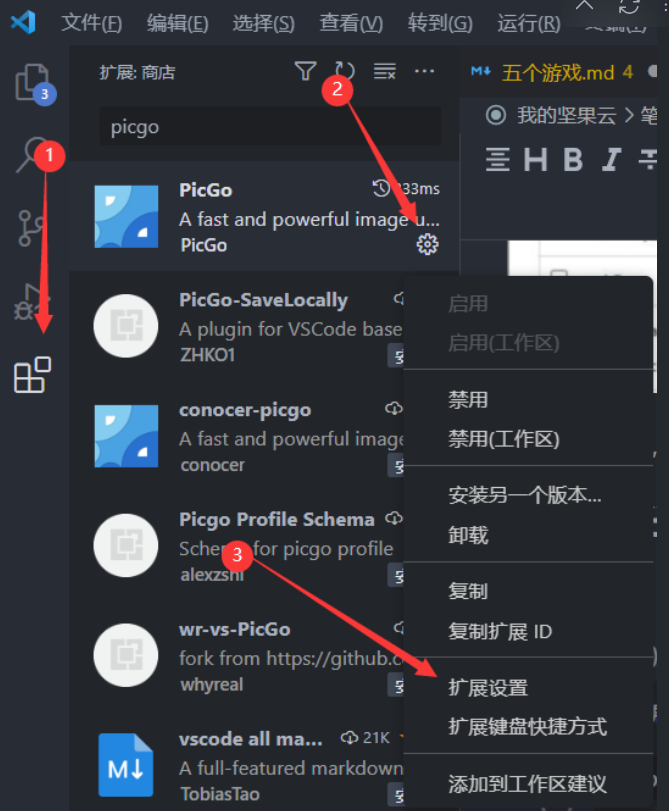 文件(F) 编辑(E) 选择(S) 查看(V) 转到(G) 运行(R)
扩展: 商店
M↓ 五个游戏.md 4
3
2
picgo
我的坚果云 > 笔
1
H B I
PicGo
333ms
A fast and powerful image u...
PicGo
PicGo-SaveLocally
A plugin for VSCode base
ZHKO1
conocer-picgo
A fast and powerful image
conocer
Picgo Profile Schema
for picgo profile
3
alexzshl
wr-vs-PicGo
fork from https://github.c
whyreal
vscode all ma... 21K
A full-featured markdown
TobiasTao
M↓
启用
启用(工作区)
禁用
禁用(工作区)
安装另一个版本...
卸载
复制
复制扩展 ID
扩展设置
扩展键盘快捷方式
添加到工作区建议